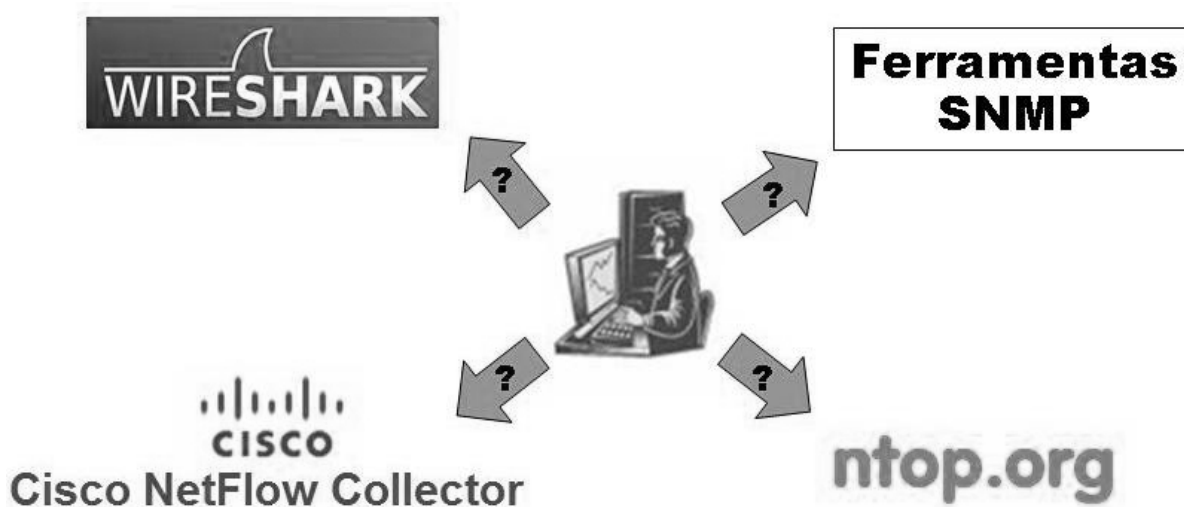 WIRESHARK
Ferramentas
SNMP
?
?
?
?
CISCO
Cisco NetFlow Collector
ntop.org